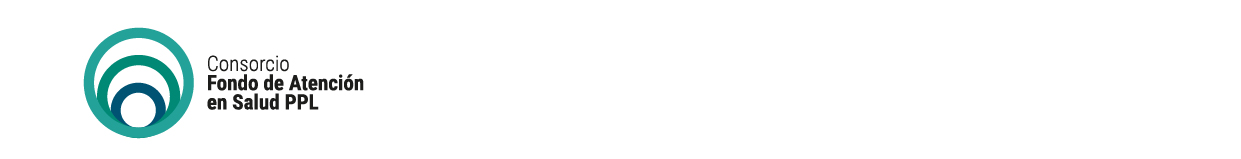 Consorcio
Fondo de Atención
en Salud PPL